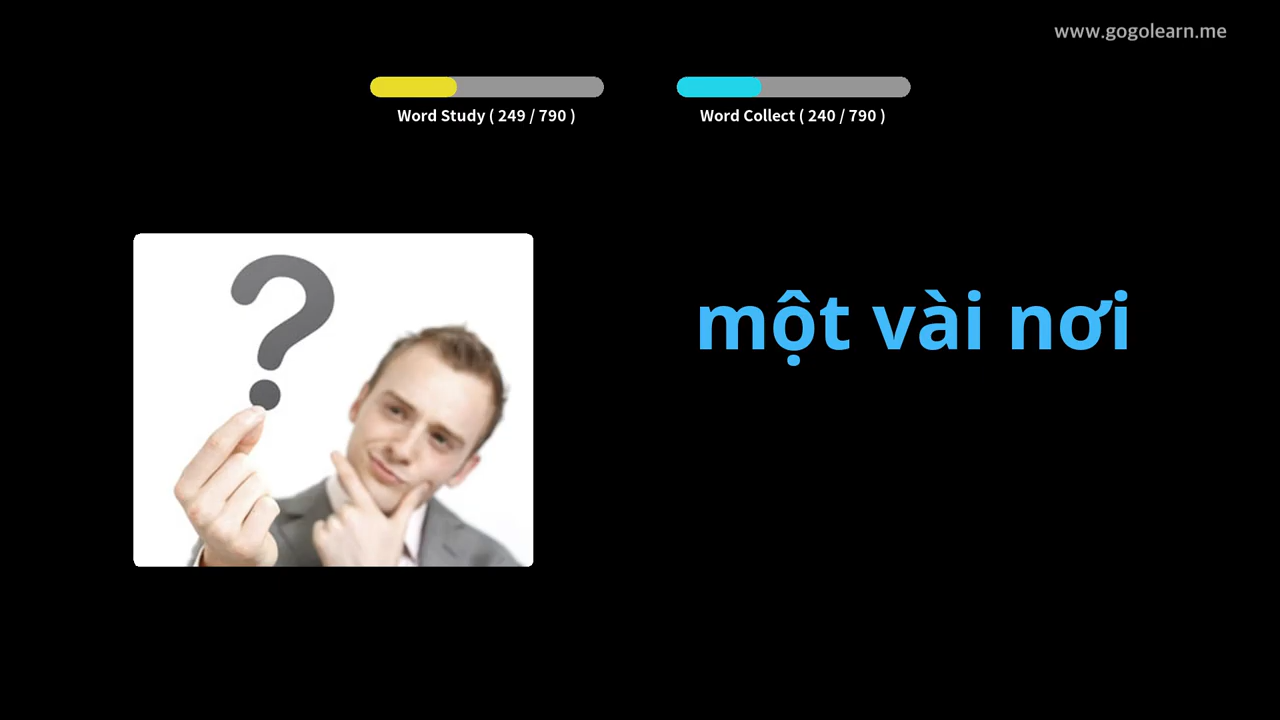 www.gogolearn.me
Word Study ( 249 / 790 )
Word Collect ( 240 / 790 )
?
một vài nơi